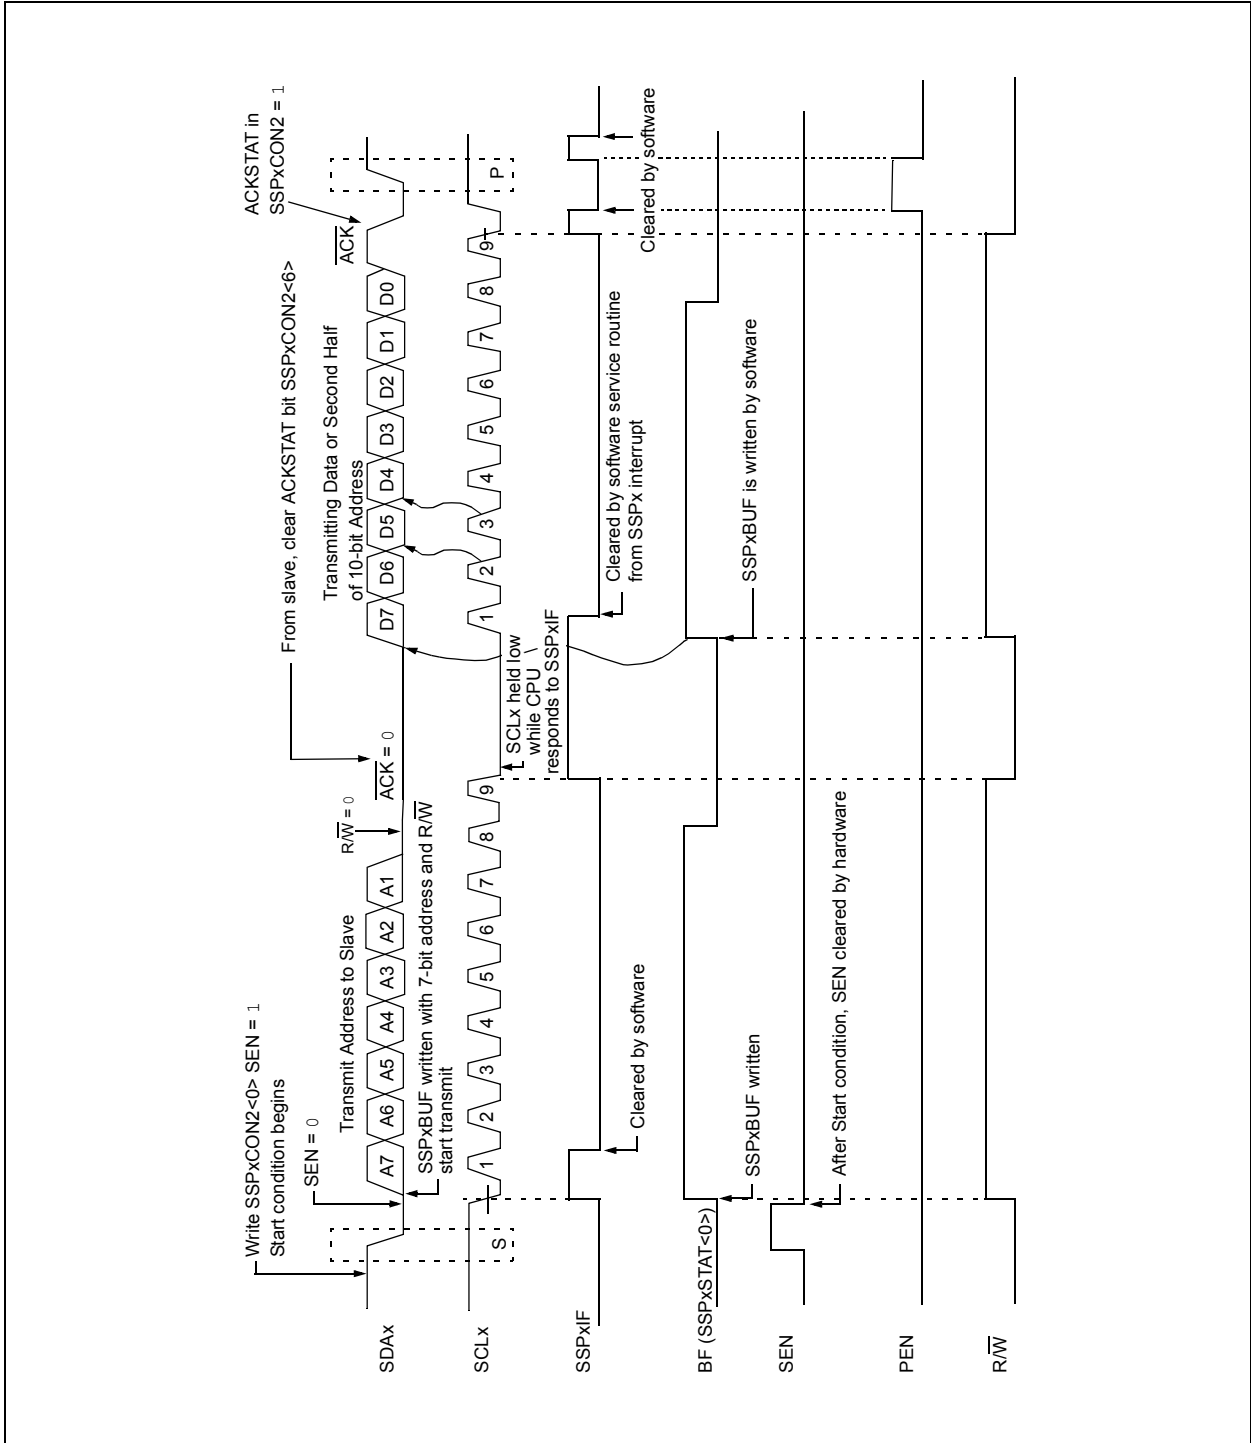 Write SSPxCON2<0> SEN = 1
Start condition begins
SEN = 0
Transmit Address to Slave
R/W = 0
From slave, clear ACKSTAT bit SSPxCON2<6>
ACK = 0
Transmitting Data or Second Half
of 10-bit Address
ACKSTAT in
SSPxCON2 = 1
ACK
SDAx
A7 A6 A5 A4 A3 A2 A1
D7 D6 D5 D4 D3 D2 D1 D0
SSPxBUF written with 7-bit address and R/W
start transmit
SCLx
S
1 2 3 4 5 6 7 8 9
1 2 3 4 5 6 7 8 9
P
SCLx held low
while CPU
responds to SSPxIF
SSPxIF
Cleared by software
Cleared by software service routine
from SSPx interrupt
Cleared by software
BF (SSPxSTAT<0>)
SSPxBUF written
SSPxBUF is written by software
SEN
After Start condition, SEN cleared by hardware
PEN
R/W